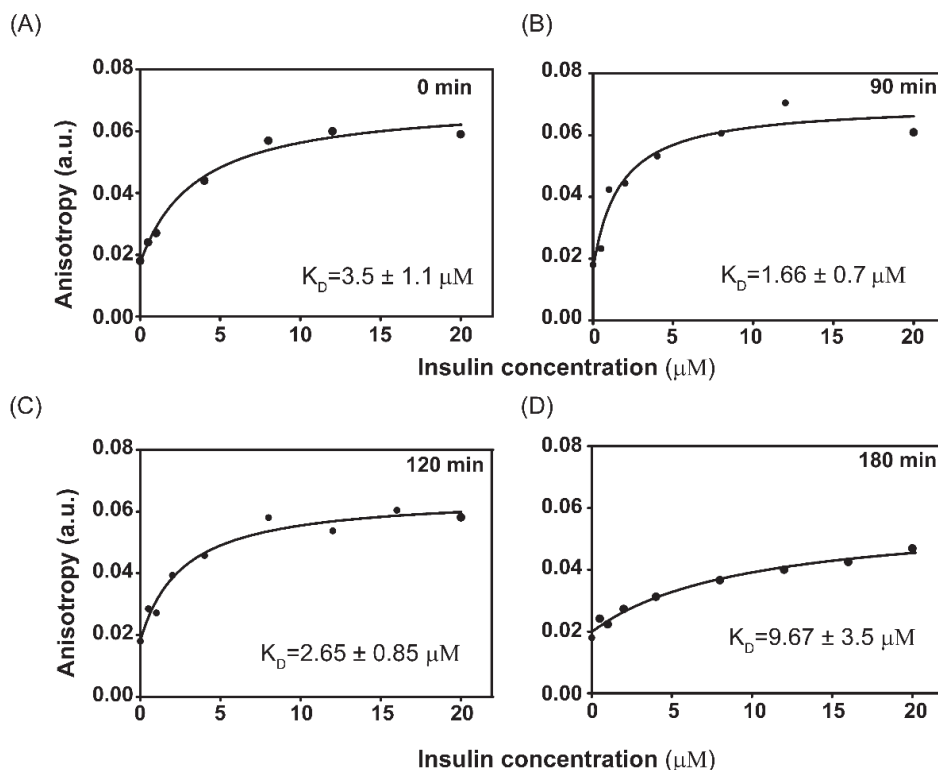 (A)
Anisotropy (a.u.)
0.08
0.06
0.04
0.02
0.00
0 min
K_D=3.5 ± 1.1 μM
0 5 10 15 20
(B)
0.08
0.06
0.04
0.02
0.00
90 min
K_D=1.66 ± 0.7 μM
0 5 10 15 20
Insulin concentration (μM)
(C)
Anisotropy (a.u.)
0.08
0.06
0.04
0.02
0.00
120 min
K_D=2.65 ± 0.85 μM
0 5 10 15 20
(D)
0.08
0.06
0.04
0.02
0.00
180 min
K_D=9.67 ± 3.5 μM
0 5 10 15 20
Insulin concentration (μM)